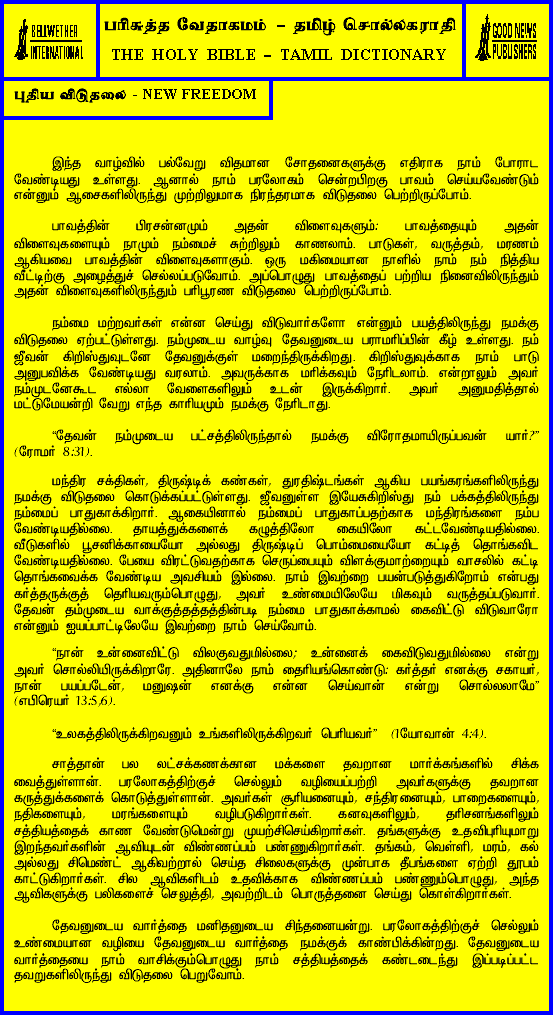 BELLWETHER
INTERNATIONAL
பரிசுத்த வேதாகமம் – தமிழ் சொல்லகராதி
THE HOLY BIBLE – TAMIL DICTIONARY
GOOD NEWS
PUBLISHERS
புதிய விடுதலை - NEW FREEDOM
இந்த வாழ்வில் பல்வேறு விதமான சோதனைகளுக்கு எதிராக நாம் போராட
வேண்டியது உள்ளது. ஆனால் நாம் பரலோகம் சென்றபிறகு பாவம் செய்யவேண்டும்
என்னும் ஆசைகளிலிருந்து முற்றிலுமாக நிரந்தரமாக விடுதலை பெற்றிருப்போம்.
பாவத்தின் பிரசன்னமும் அதன் விளைவுகளும்: பாவத்தையும் அதன்
விளைவுகளையும் நாமும் நம்மைச் சுற்றிலும் காணலாம். பாடுகள், வருத்தம், மரணம்
ஆகியவை பாவத்தின் விளைவுகளாகும். ஒரு மகிமையான நாளில் நாம் நம் நித்திய
வீட்டிற்கு அழைத்துச் செல்லப்படுவோம். அப்பொழுது பாவத்தைப் பற்றிய நினைவிலிருந்தும்
அதன் விளைவுகளிலிருந்தும் பரிபூரண விடுதலை பெற்றிருப்போம்.
நம்மை மற்றவர்கள் என்ன செய்து விடுவார்களோ என்னும் பயத்திலிருந்து நமக்கு
விடுதலை ஏற்பட்டுள்ளது. நம்முடைய வாழ்வு தேவனுடைய பராமரிப்பின் கீழ் உள்ளது. நம்
ஜீவன் கிறிஸ்துவுடனே தேவனுக்குள் மறைந்திருக்கிறது. கிறிஸ்துவுக்காக நாம் பாடு
அனுபவிக்க வேண்டியது வரலாம். அவருக்காக மரிக்கவும் நேரிடலாம். என்றாலும் அவர்
நம்முடனேகூட எல்லா வேளைகளிலும் உடன் இருக்கிறார். அவர் அனுமதித்தால்
மட்டுமேயன்றி வேறு எந்த காரியமும் நமக்கு நேரிடாது.
“தேவன் நம்முடைய பட்சத்திலிருந்தால் நமக்கு விரோதமாயிருப்பவன் யார்?”
(ரோமர் 8:31).
மந்திர சக்திகள், திருஷ்டிக் கண்கள், துரதிஷ்டங்கள் ஆகிய பயங்கரங்களிலிருந்து
நமக்கு விடுதலை கொடுக்கப்பட்டுள்ளது. ஜீவனுள்ள இயேசுகிறிஸ்து நம் பக்கத்திலிருந்து
நம்மைப் பாதுகாக்கிறார். ஆகையினால் நம்மைப் பாதுகாப்பதற்காக மந்திரங்களை நம்ப
வேண்டியதில்லை. தாயத்துக்களைக் கழுத்திலோ கையிலோ கட்டவேண்டியதில்லை.
வீடுகளில் பூசனிக்காயையோ அல்லது திருஷ்டிப் பொம்மையையோ கட்டித் தொங்கவிட
வேண்டியதில்லை. பேயை விரட்டுவதற்காக செருப்பையும் விளக்குமாற்றையும் வாசலில் கட்டி
தொங்கவைக்க வேண்டிய அவசியம் இல்லை. நாம் இவற்றை பயன்படுத்துகிறோம் என்பது
கர்த்தருக்குத் தெரியவரும்பொழுது, அவர் உண்மையிலேயே மிகவும் வருத்தப்படுவார்.
தேவன் தம்முடைய வாக்குத்தத்தத்தின்படி நம்மை பாதுகாக்காமல் கைவிட்டு விடுவாரோ
என்னும் ஐயப்பாட்டிலேயே இவற்றை நாம் செய்வோம்.
“நான் உன்னைவிட்டு விலகுவதுமில்லை; உன்னைக் கைவிடுவதுமில்லை என்று
அவர் சொல்லியிருக்கிறாரே. அதினாலே நாம் தைரியங்கொண்டு: கர்த்தர் எனக்கு சகாயர்,
நான் பயப்படேன், மனுஷன் எனக்கு என்ன செய்வான் என்று சொல்லலாமே”
(எபிரெயர் 13:5,6).
“உலகத்திலிருக்கிறவனும் உங்களிலிருக்கிறவர் பெரியவர்” (1யோவான் 4:4).
சாத்தான் பல லட்சக்கணக்கான மக்களை தவறான மார்க்கங்களில் சிக்க
வைத்துள்ளான். பரலோகத்திற்குச் செல்லும் வழியைப்பற்றி அவர்களுக்கு தவறான
கருத்துக்களைக் கொடுத்துள்ளான். அவர்கள் சூரியனையும், சந்திரனையும், பாறைகளையும்,
நதிகளையும், மரங்களையும் வழிபடுகிறார்கள். கனவுகளிலும், தரிசனங்களிலும்
சத்தியத்தைக் காண வேண்டுமென்று முயற்சிசெய்கிறார்கள். தங்களுக்கு உதவிபுரியுமாறு
இறந்தவர்களின் ஆவியுடன் விண்ணப்பம் பண்ணுகிறார்கள். தங்கம், வெள்ளி, மரம், கல்
அல்லது சிமெண்ட் ஆகிவற்றால் செய்த சிலைகளுக்கு முன்பாக தீபங்களை ஏற்றி தூபம்
காட்டுகிறார்கள். சில ஆவிகளிடம் உதவிக்காக விண்ணப்பம் பண்ணும்பொழுது, அந்த
ஆவிகளுக்கு பலிகளைச் செலுத்தி, அவற்றிடம் பொருத்தனை செய்து கொள்கிறார்கள்.
தேவனுடைய வார்த்தை மனிதனுடைய சிந்தனையன்று. பரலோகத்திற்குச் செல்லும்
உண்மையான வழியை தேவனுடைய வார்த்தை நமக்குக் காண்பிக்கின்றது. தேவனுடைய
வார்த்தையை நாம் வாசிக்கும்பொழுது நாம் சத்தியத்தைக் கண்டடைந்து இப்படிப்பட்ட
தவறுகளிலிருந்து விடுதலை பெறுவோம்.